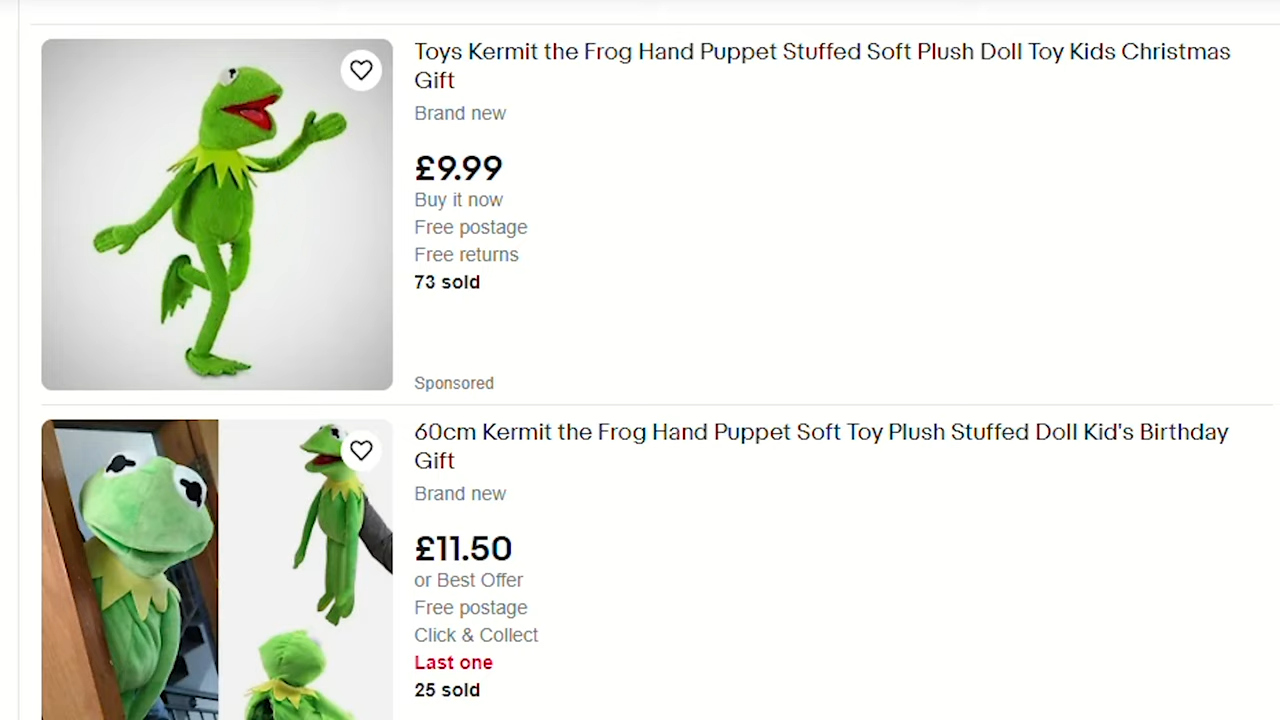 Toys Kermit the Frog Hand Puppet Stuffed Soft Plush Doll Toy Kids Christmas
Gift
Brand new
£9.99
Buy it now
Free postage
Free returns
73 sold
Sponsored
60cm Kermit the Frog Hand Puppet Soft Toy Plush Stuffed Doll Kid's Birthday
Gift
Brand new
£11.50
or Best Offer
Free postage
Click & Collect
Last one
25 sold